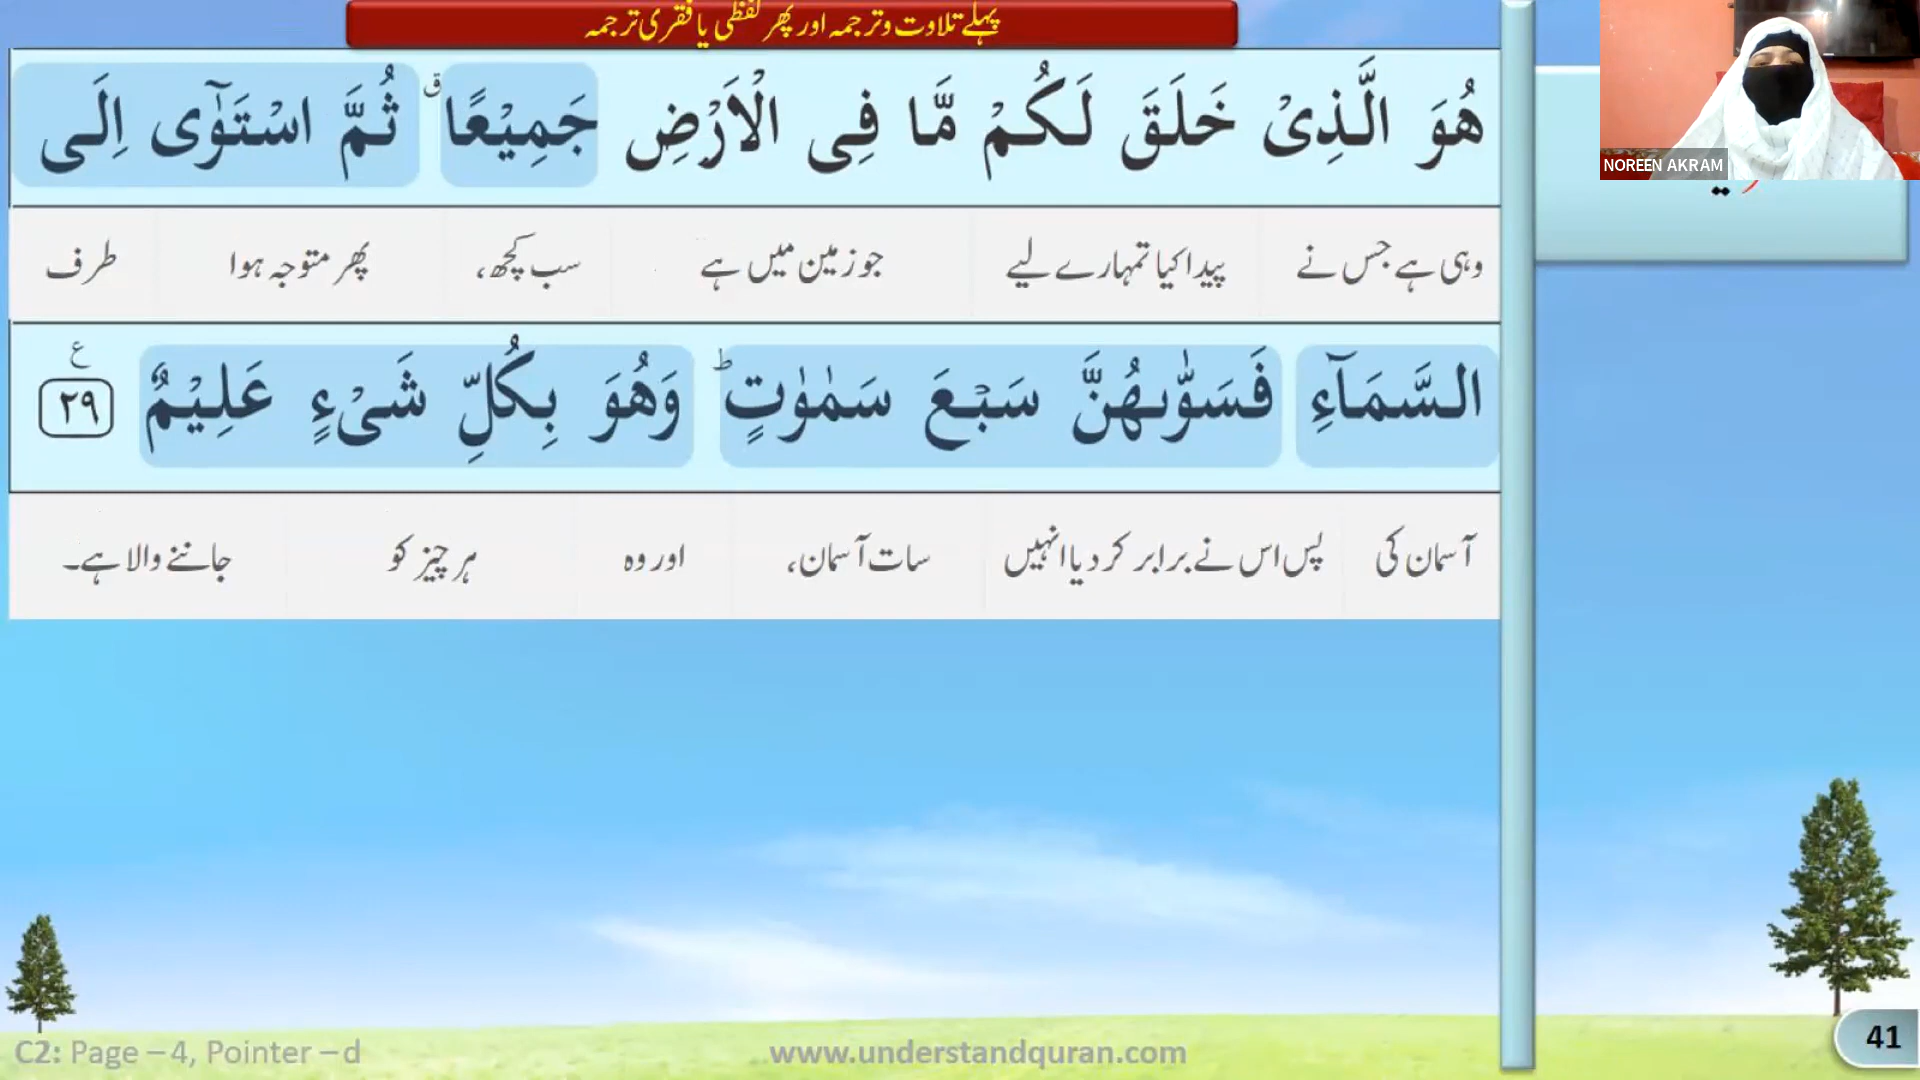 پہلے تلاوت و ترجمہ اور پھر لفظی یا فقری ترجمہ
NOREEN AKRAM
هُوَ الَّذِىْ خَلَقَ لَكُمْ مَّا فِى الْاَرْضِ جَمِيْعًا ق ثُمَّ اسْتَوٰٓى اِلَى
وہی ہے جس نے پیدا کیا تمہارے لیے جو زمین میں ہے سب کچھ، پھر متوجہ ہوا طرف
السَّمَآءِ فَسَوّٰىهُنَّ سَبْعَ سَمٰوٰتٍ ؕ وَهُوَ بِكُلِّ شَىْءٍ عَلِيْمٌ ٢٩ ع
آسمان کی پس اس نے برابر کر دیا انہیں سات آسمان، اور وہ ہر چیز کو جاننے والا ہے۔
C2: Page – 4, Pointer – d
www.understandquran.com
41